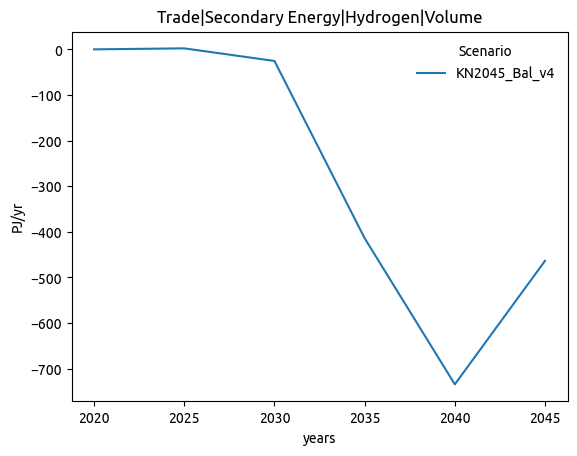 Trade|Secondary Energy|Hydrogen|Volume
Scenario
KN2045_Bal_v4
0
−100
−200
−300
−400
−500
−600
−700
PJ/yr
2020 2025 2030 2035 2040 2045
years